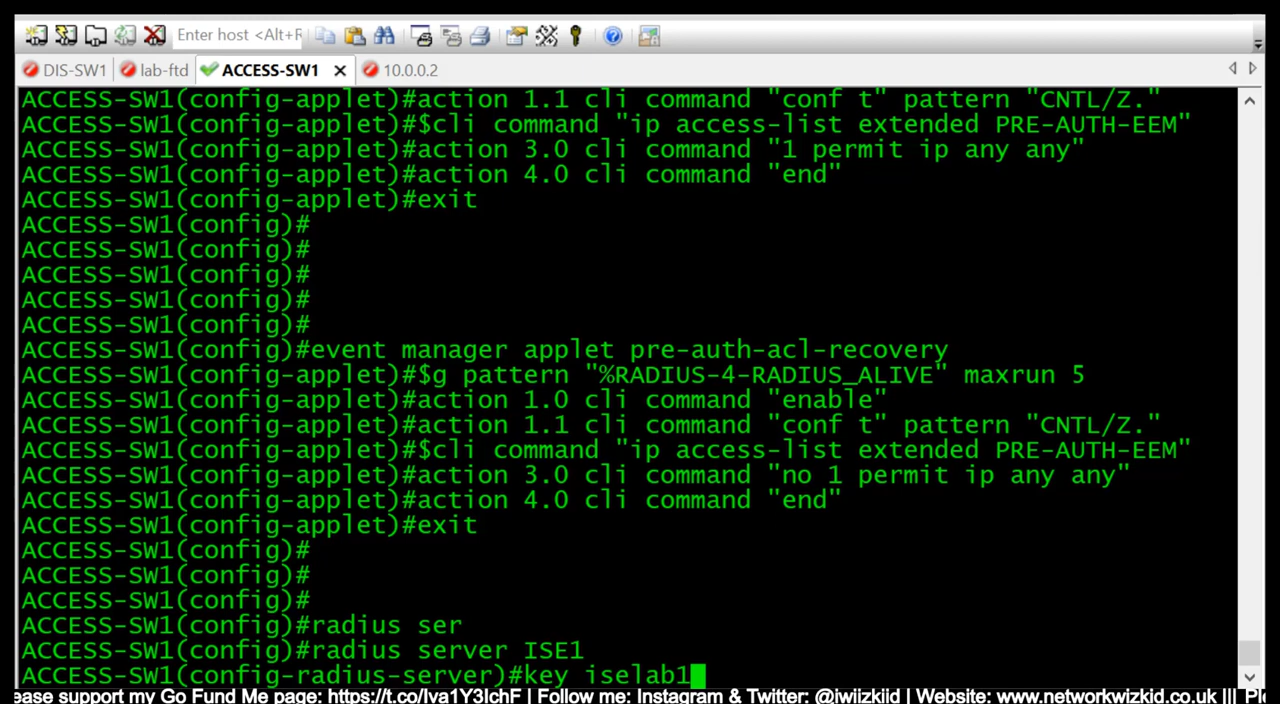 Enter host <Alt+R
DIS-SW1 lab-ftd ACCESS-SW1 10.0.0.2
ACCESS-SW1(config-applet)#action 1.1 cli command "conf t" pattern "CNTL/Z."
ACCESS-SW1(config-applet)#$cli command "ip access-list extended PRE-AUTH-EEM"
ACCESS-SW1(config-applet)#action 3.0 cli command "1 permit ip any any"
ACCESS-SW1(config-applet)#action 4.0 cli command "end"
ACCESS-SW1(config-applet)#exit
ACCESS-SW1(config)#
ACCESS-SW1(config)#
ACCESS-SW1(config)#
ACCESS-SW1(config)#
ACCESS-SW1(config)#
ACCESS-SW1(config)#event manager applet pre-auth-acl-recovery
ACCESS-SW1(config-applet)#$g pattern "%RADIUS-4-RADIUS_ALIVE" maxrun 5
ACCESS-SW1(config-applet)#action 1.0 cli command "enable"
ACCESS-SW1(config-applet)#action 1.1 cli command "conf t" pattern "CNTL/Z."
ACCESS-SW1(config-applet)#$cli command "ip access-list extended PRE-AUTH-EEM"
ACCESS-SW1(config-applet)#action 3.0 cli command "no 1 permit ip any any"
ACCESS-SW1(config-applet)#action 4.0 cli command "end"
ACCESS-SW1(config-applet)#exit
ACCESS-SW1(config)#
ACCESS-SW1(config)#
ACCESS-SW1(config)#
ACCESS-SW1(config)#radius ser
ACCESS-SW1(config)#radius server ISE1
ACCESS-SW1(config-radius-server)#key iselab1
ease support my Go Fund Me page: https://t.co/Iva1Y3IchF | Follow me: Instagram & Twitter: @iwiizkiid | Website: www.networkwizkid.co.uk ||| Pl